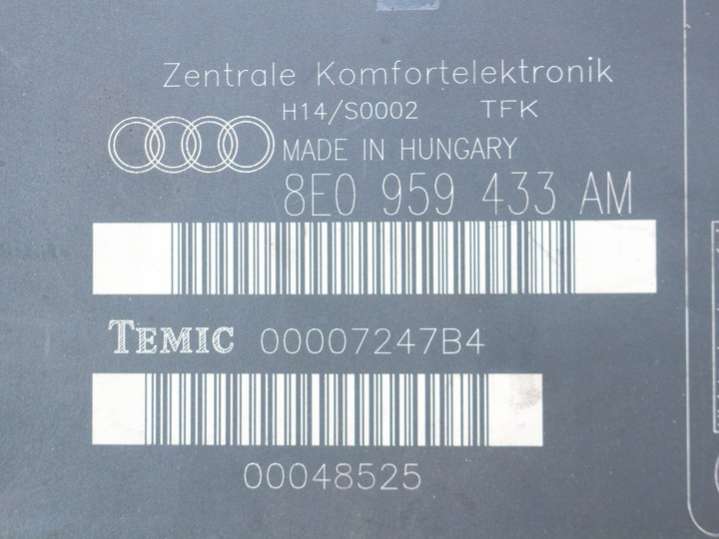 Zentrale Komfortelektronik
H14/S0002 TFK
MADE IN HUNGARY
8E0 959 433 AM
TEMIC 00007247B4
00048525